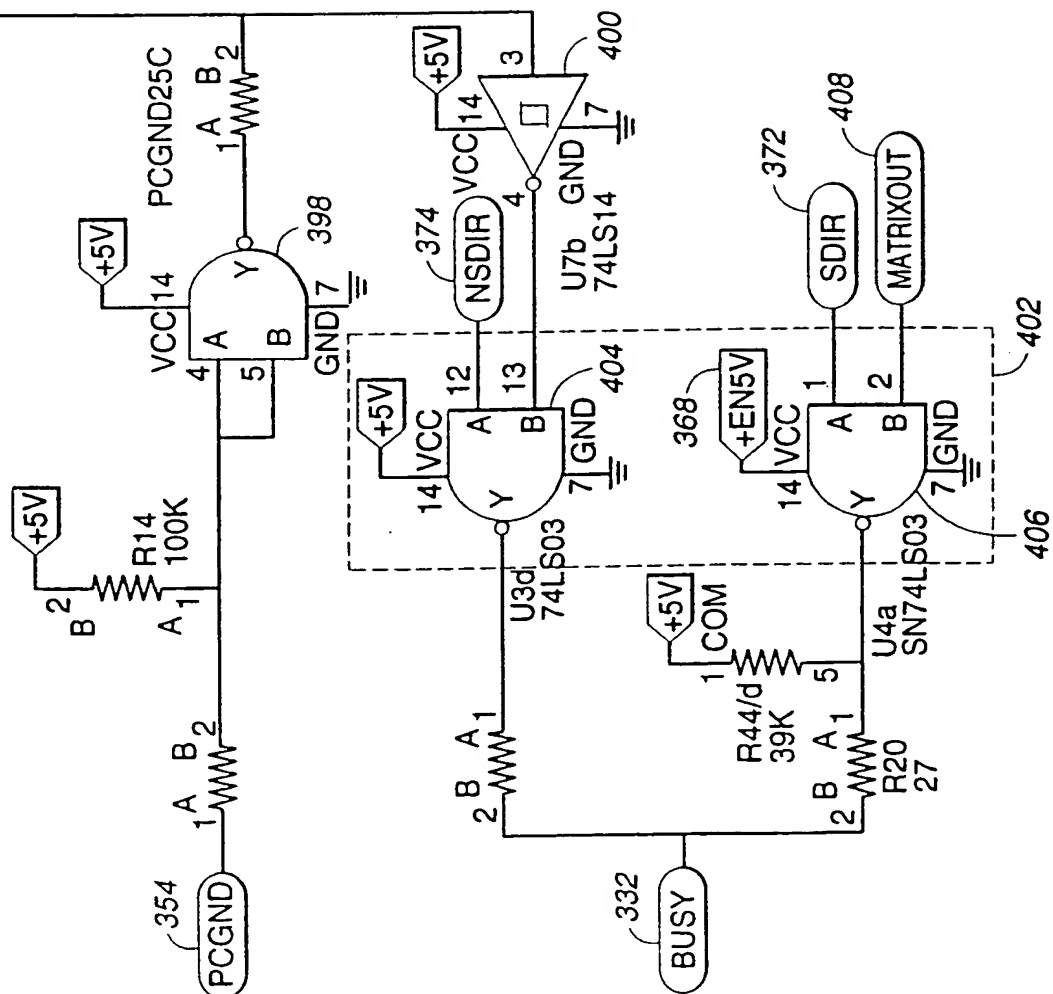 PCGND25C
1 A B 2
+5V
VCC 14
398
4 A
Y
5 B
GND 7
+5V
2
B
R14
100K
A 1
1 A B 2
354
PCGND
+5V
VCC 14
3
400
4
GND 7
U7b
74LS14
374
NSDIR
+5V
14 VCC
12
A
13
B
Y
404
7 GND
U3d
74LS03
2 B A 1
372
SDIR
408
MATRIXOUT
368
+EN5V
14 VCC
1
A
2
B
Y
7 GND
402
406
U4a
SN74LS03
+5V
1 COM
R44/d
39K
5
2 B A 1
R20
27
332
BUSY